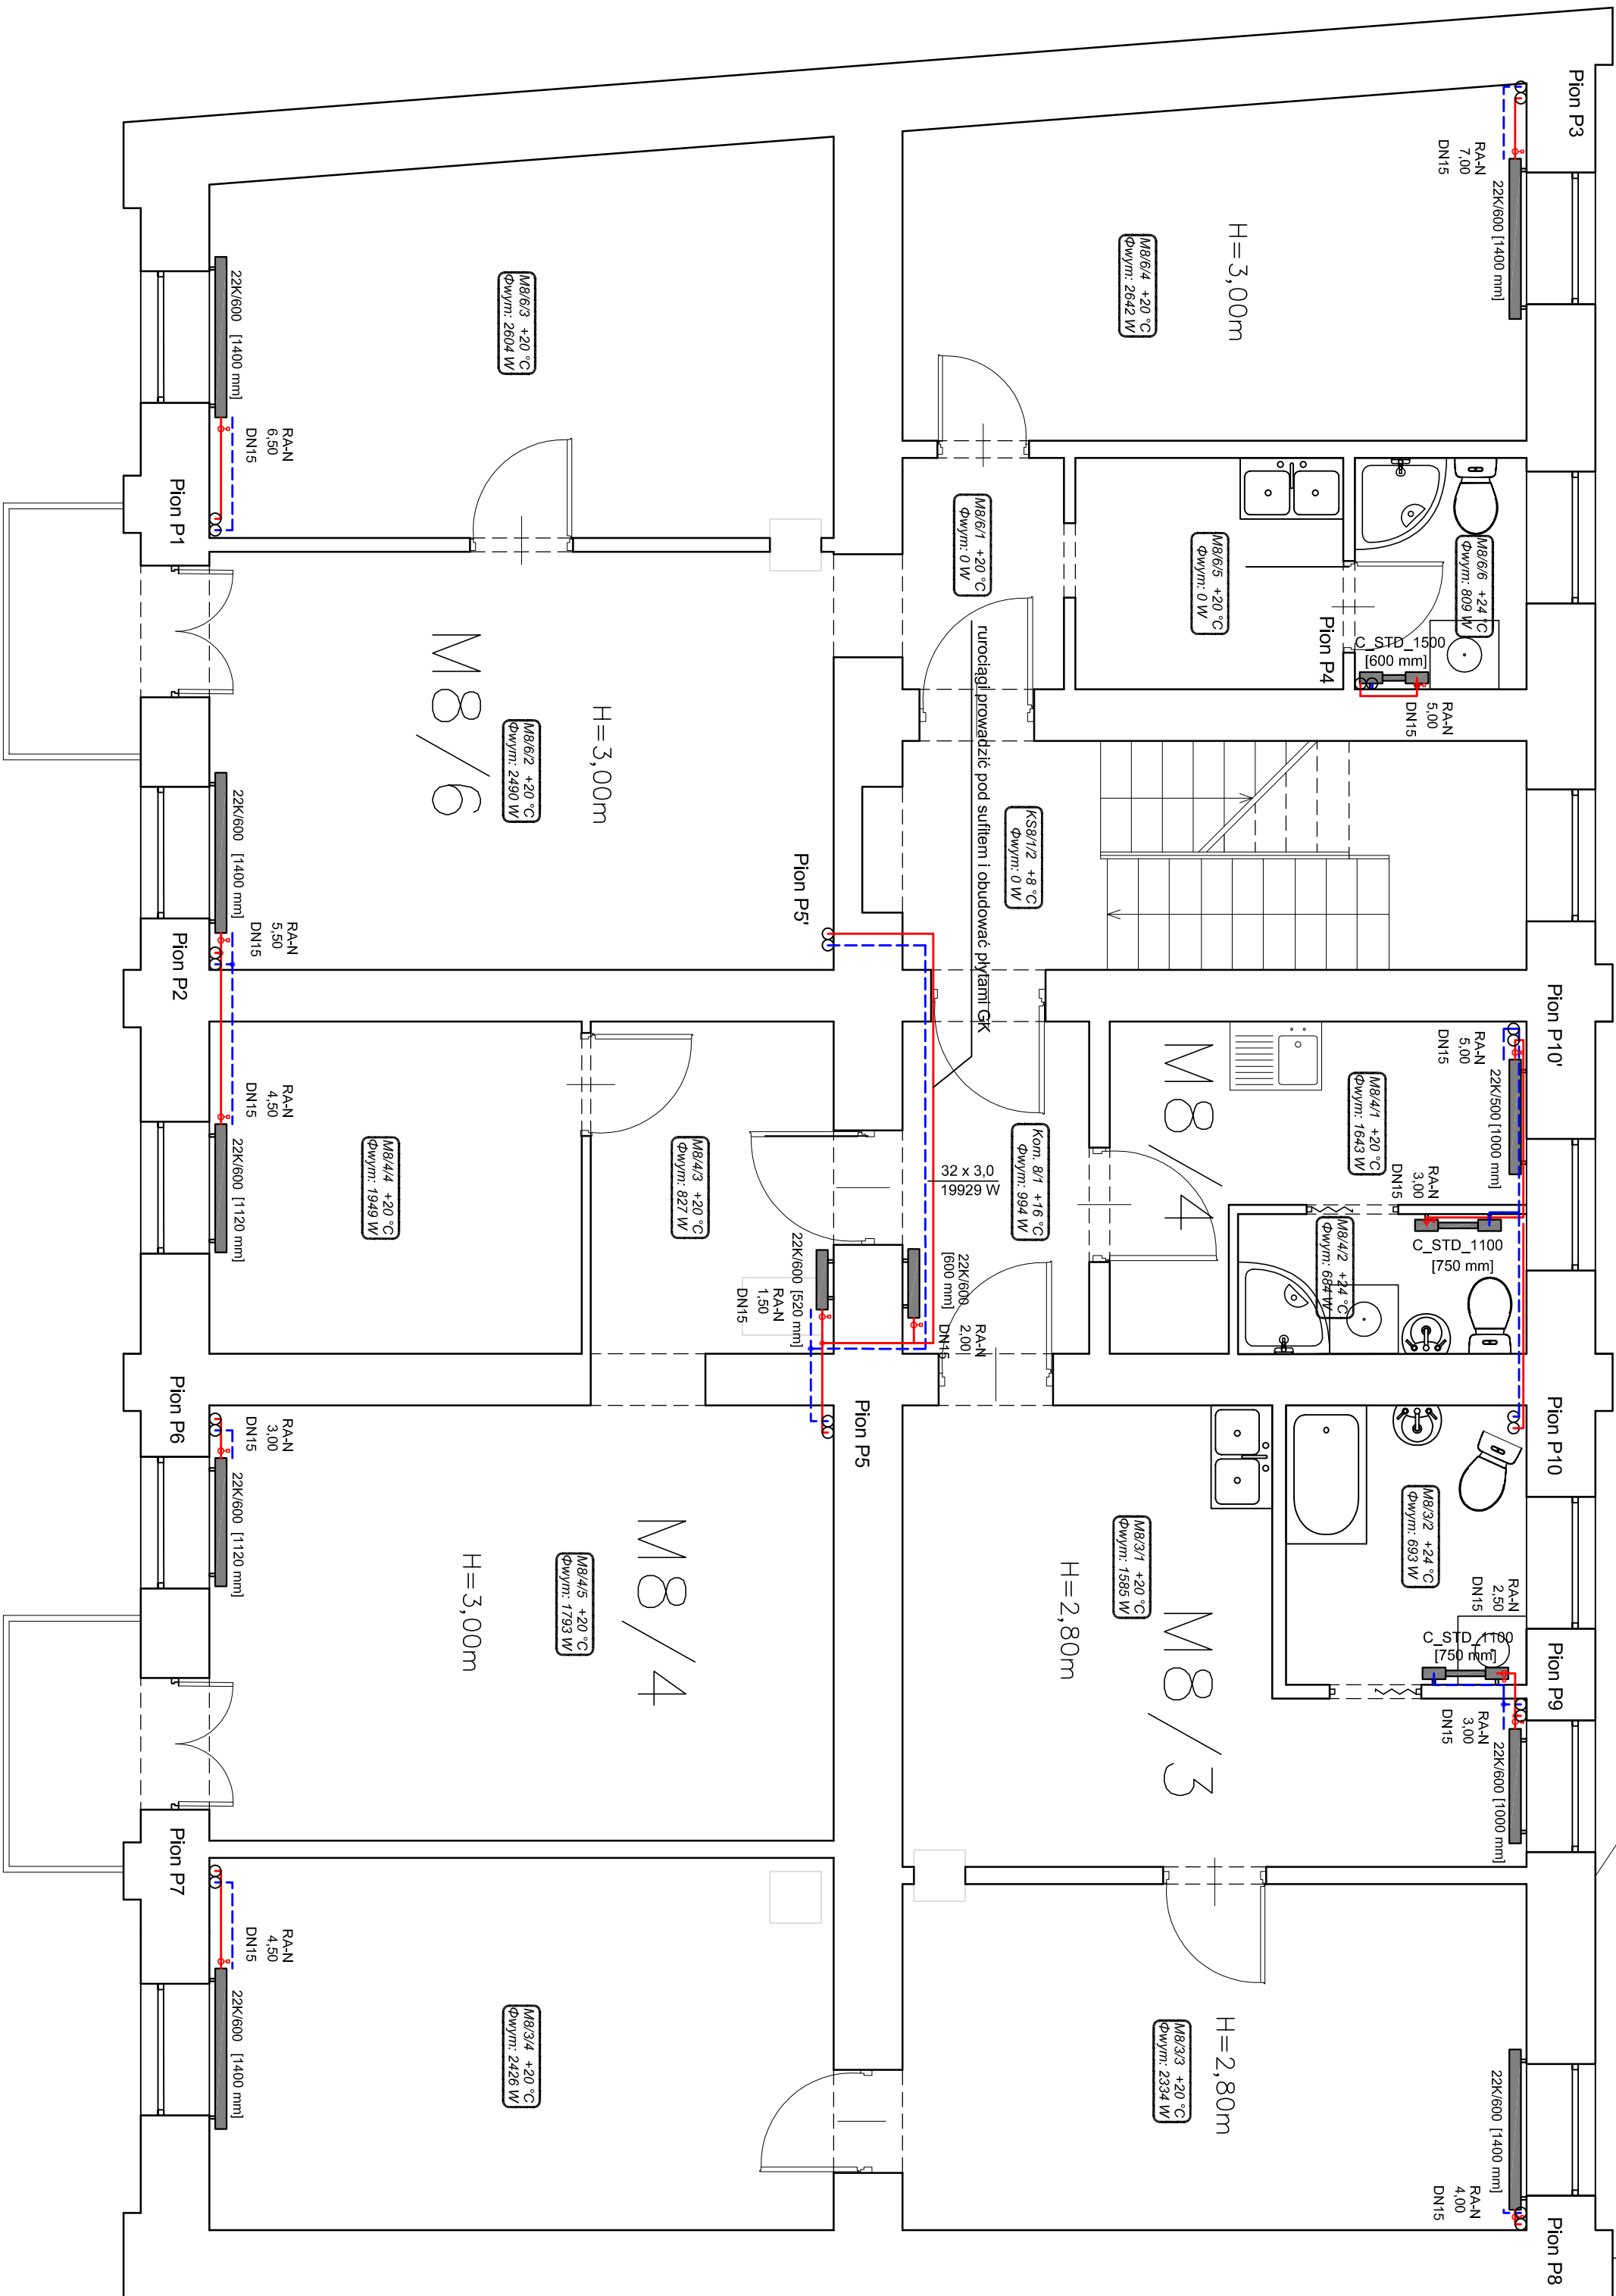 Pion P3
RA-N
7,00
DN15
22K/600 [1400 mm]
H=3,00m
M8/6/4 +20 °C
Φwym: 2642 W
M8/6/3 +20 °C
Φwym: 2604 W
22K/600 [1400 mm]
RA-N
6,50
DN15
Pion P1
M8/6/6 +24 °C
Φwym: 809 W
C_STD_1500
[600 mm]
Pion P4
RA-N
5,00
DN15
M8/6/5 +20 °C
Φwym: 0 W
M8/6/1 +20 °C
Φwym: 0 W
rurociągi prowadzić pod sufitem i obudować płytami GK
M8/6
M8/6/2 +20 °C
Φwym: 2490 W
H=3,00m
22K/600 [1400 mm]
RA-N
5,50
DN15
Pion P2
KS8/1/2 +8 °C
Φwym: 0 W
Pion P5'
Pion P10'
RA-N
5,00
DN15
22K/500 [1000 mm]
M8/4
M8/4/1 +20 °C
Φwym: 1643 W
RA-N
3,00
DN15
C_STD_1100
[750 mm]
M8/4/2 +24 °C
Φwym: 684 W
Kom. 8/1 +16 °C
Φwym: 994 W
32 x 3,0
19929 W
22K/600
[600 mm]
RA-N
2,00
DN15
M8/4/3 +20 °C
Φwym: 827 W
22K/600 [520 mm]
RA-N
1,50
DN15
M8/4/4 +20 °C
Φwym: 1949 W
RA-N
4,50
DN15
22K/600 [1120 mm]
Pion P5
Pion P6
RA-N
3,00
DN15
22K/600 [1120 mm]
M8/4
M8/4/5 +20 °C
Φwym: 1793 W
H=3,00m
Pion P10
M8/3/2 +24 °C
Φwym: 693 W
RA-N
2,50
DN15
C_STD_1100
[750 mm]
Pion P9
RA-N
3,00
DN15
22K/600 [1000 mm]
M8/3/1 +20 °C
Φwym: 1585 W
M8/3
H=2,80m
Pion P7
RA-N
4,50
DN15
22K/600 [1400 mm]
M8/3/4 +20 °C
Φwym: 2426 W
M8/3/3 +20 °C
Φwym: 2334 W
H=2,80m
22K/600 [1400 mm]
RA-N
4,00
DN15
Pion P8